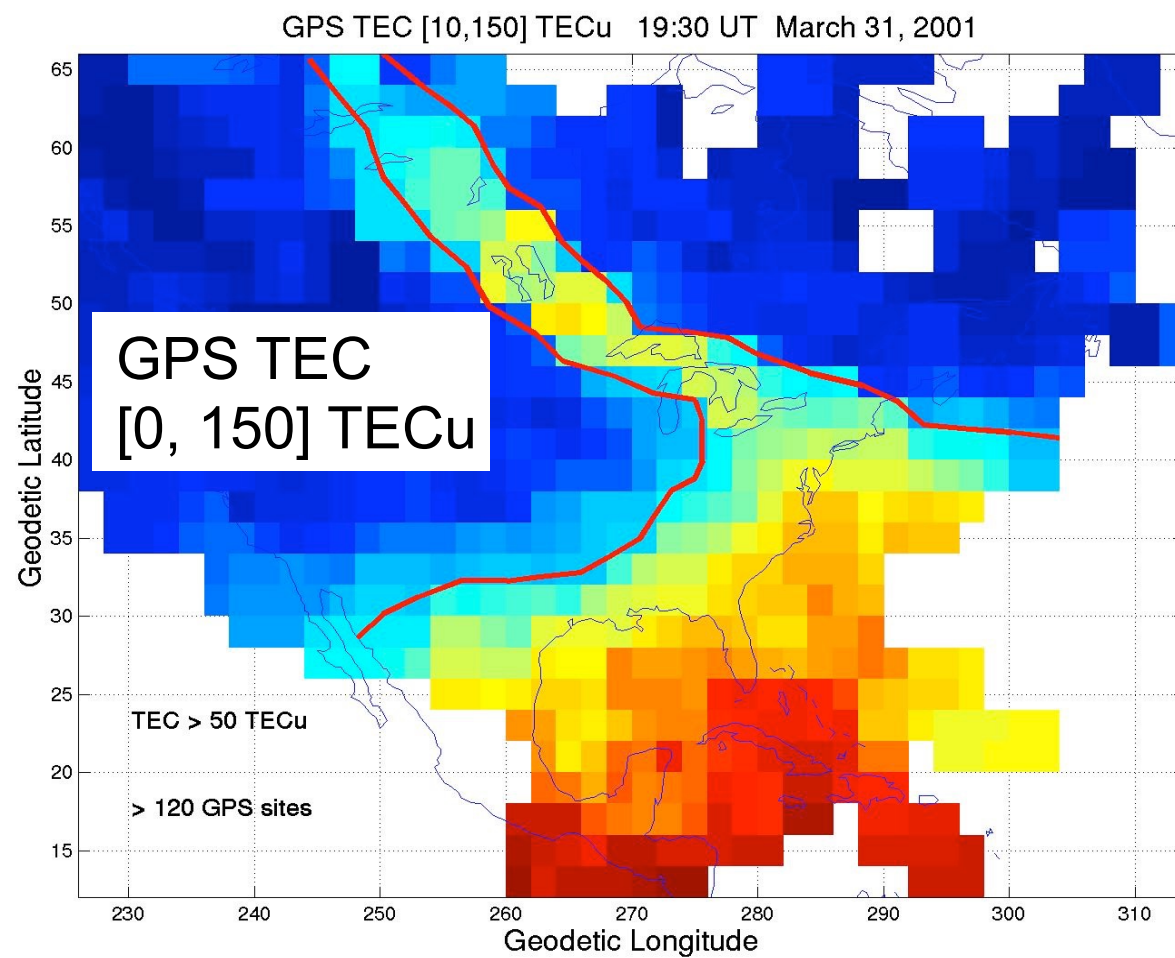 GPS TEC [10,150] TECu 19:30 UT March 31, 2001
65
60
55
50
45
40
35
30
25
20
15
Geodetic Latitude
GPS TEC
[0, 150] TECu
TEC > 50 TECu
> 120 GPS sites
230 240 250 260 270 280 290 300 310
Geodetic Longitude